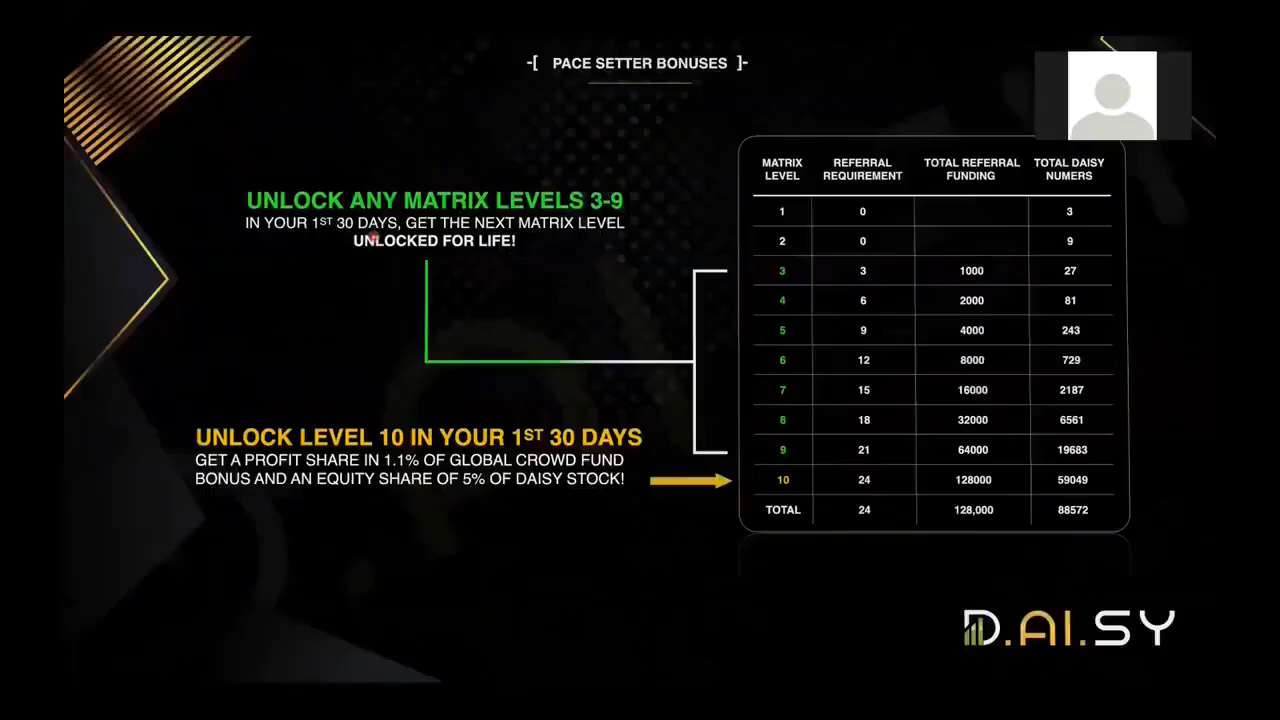 -[ PACE SETTER BONUSES ]-
UNLOCK ANY MATRIX LEVELS 3-9
IN YOUR 1ST 30 DAYS, GET THE NEXT MATRIX LEVEL
UNLOCKED FOR LIFE!
UNLOCK LEVEL 10 IN YOUR 1ST 30 DAYS
GET A PROFIT SHARE IN 1.1% OF GLOBAL CROWD FUND
BONUS AND AN EQUITY SHARE OF 5% OF DAISY STOCK!
MATRIX LEVEL REFERRAL REQUIREMENT TOTAL REFERRAL FUNDING TOTAL DAISY NUMERS
1 0 3
2 0 9
3 3 1000 27
4 6 2000 81
5 9 4000 243
6 12 8000 729
7 15 16000 2187
8 18 32000 6561
9 21 64000 19683
10 24 128000 59049
TOTAL 24 128,000 88572
D.AI.SY